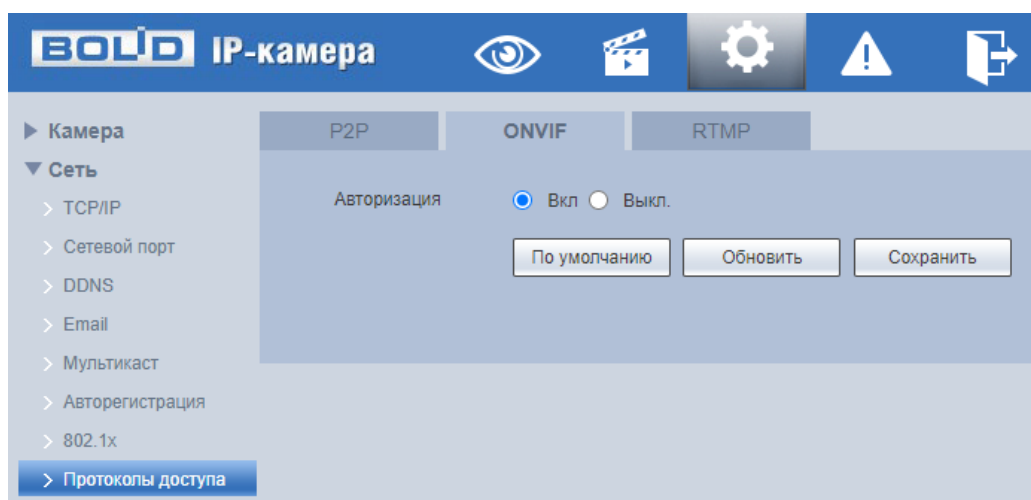 BOLID IP-камера
Камера
Сеть
TCP/IP
Сетевой порт
DDNS
Email
Мультикаст
Авторегистрация
802.1x
Протоколы доступа
P2P ONVIF RTMP
Авторизация Вкл Выкл.
По умолчанию Обновить Сохранить